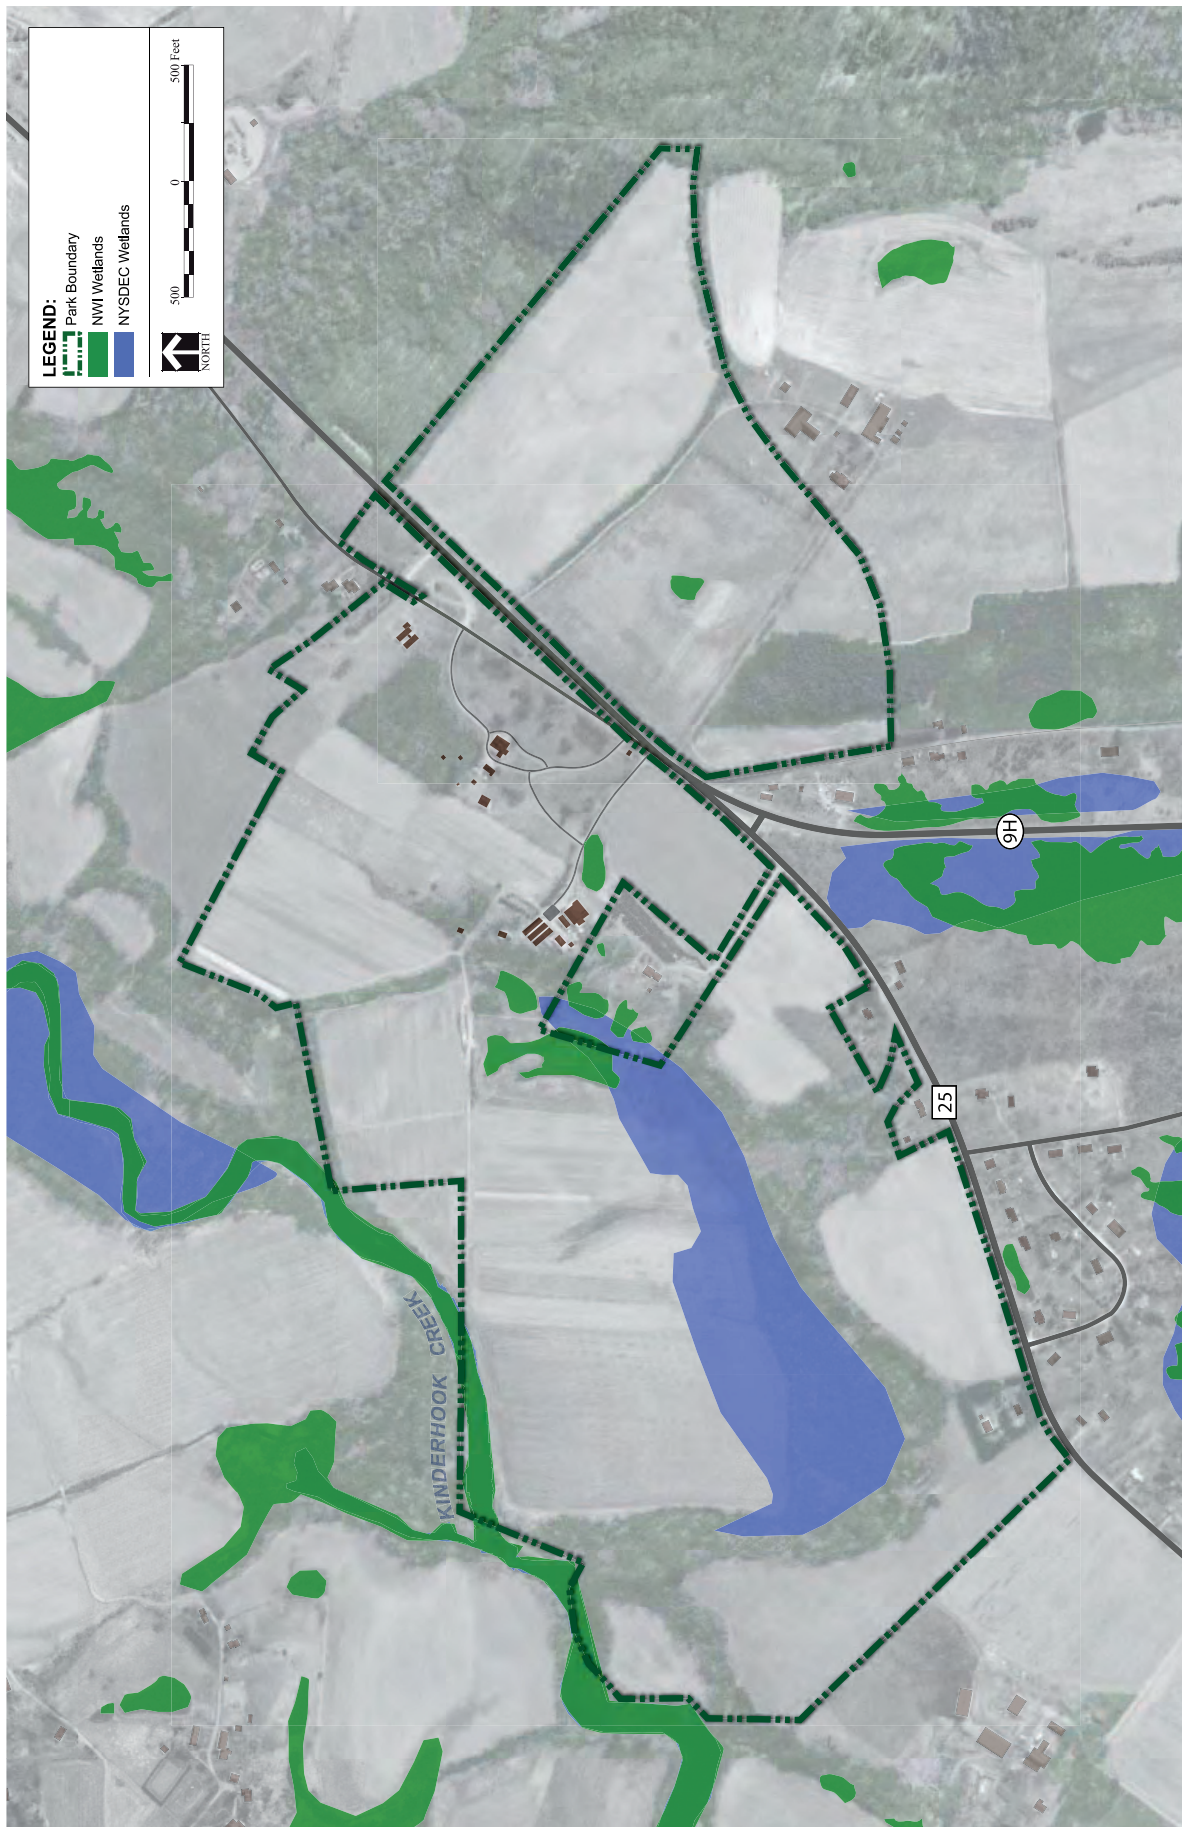 LEGEND:
Park Boundary
NWI Wetlands
NYSDEC Wetlands
500
0
500 Feet
NORTH
KINDERHOOK CREEK
9H
25